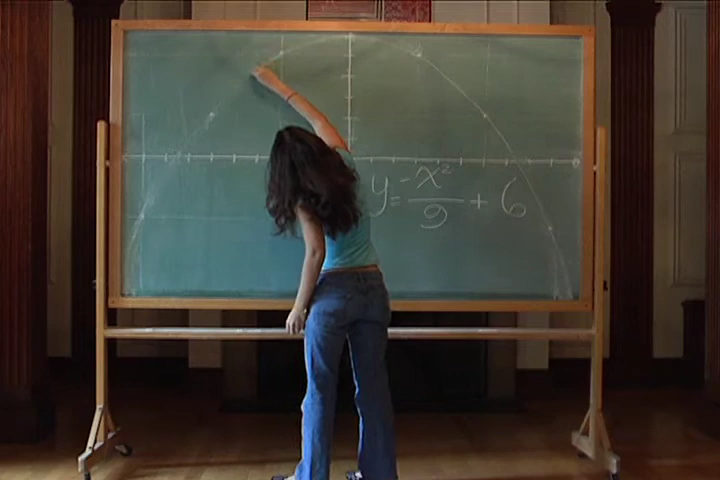 y = -x²/9 + 6